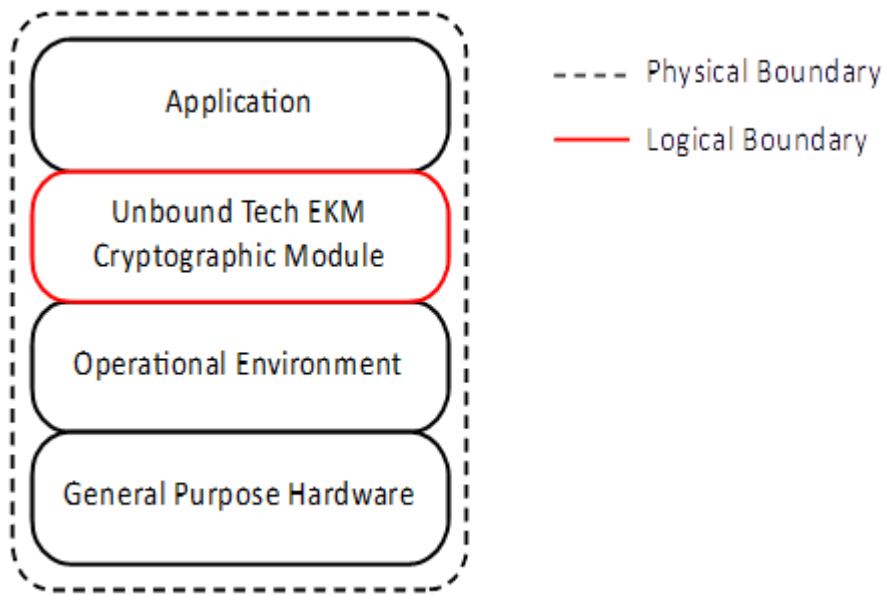 Application
Unbound Tech EKM
Cryptographic Module
Operational Environment
General Purpose Hardware
Physical Boundary
Logical Boundary